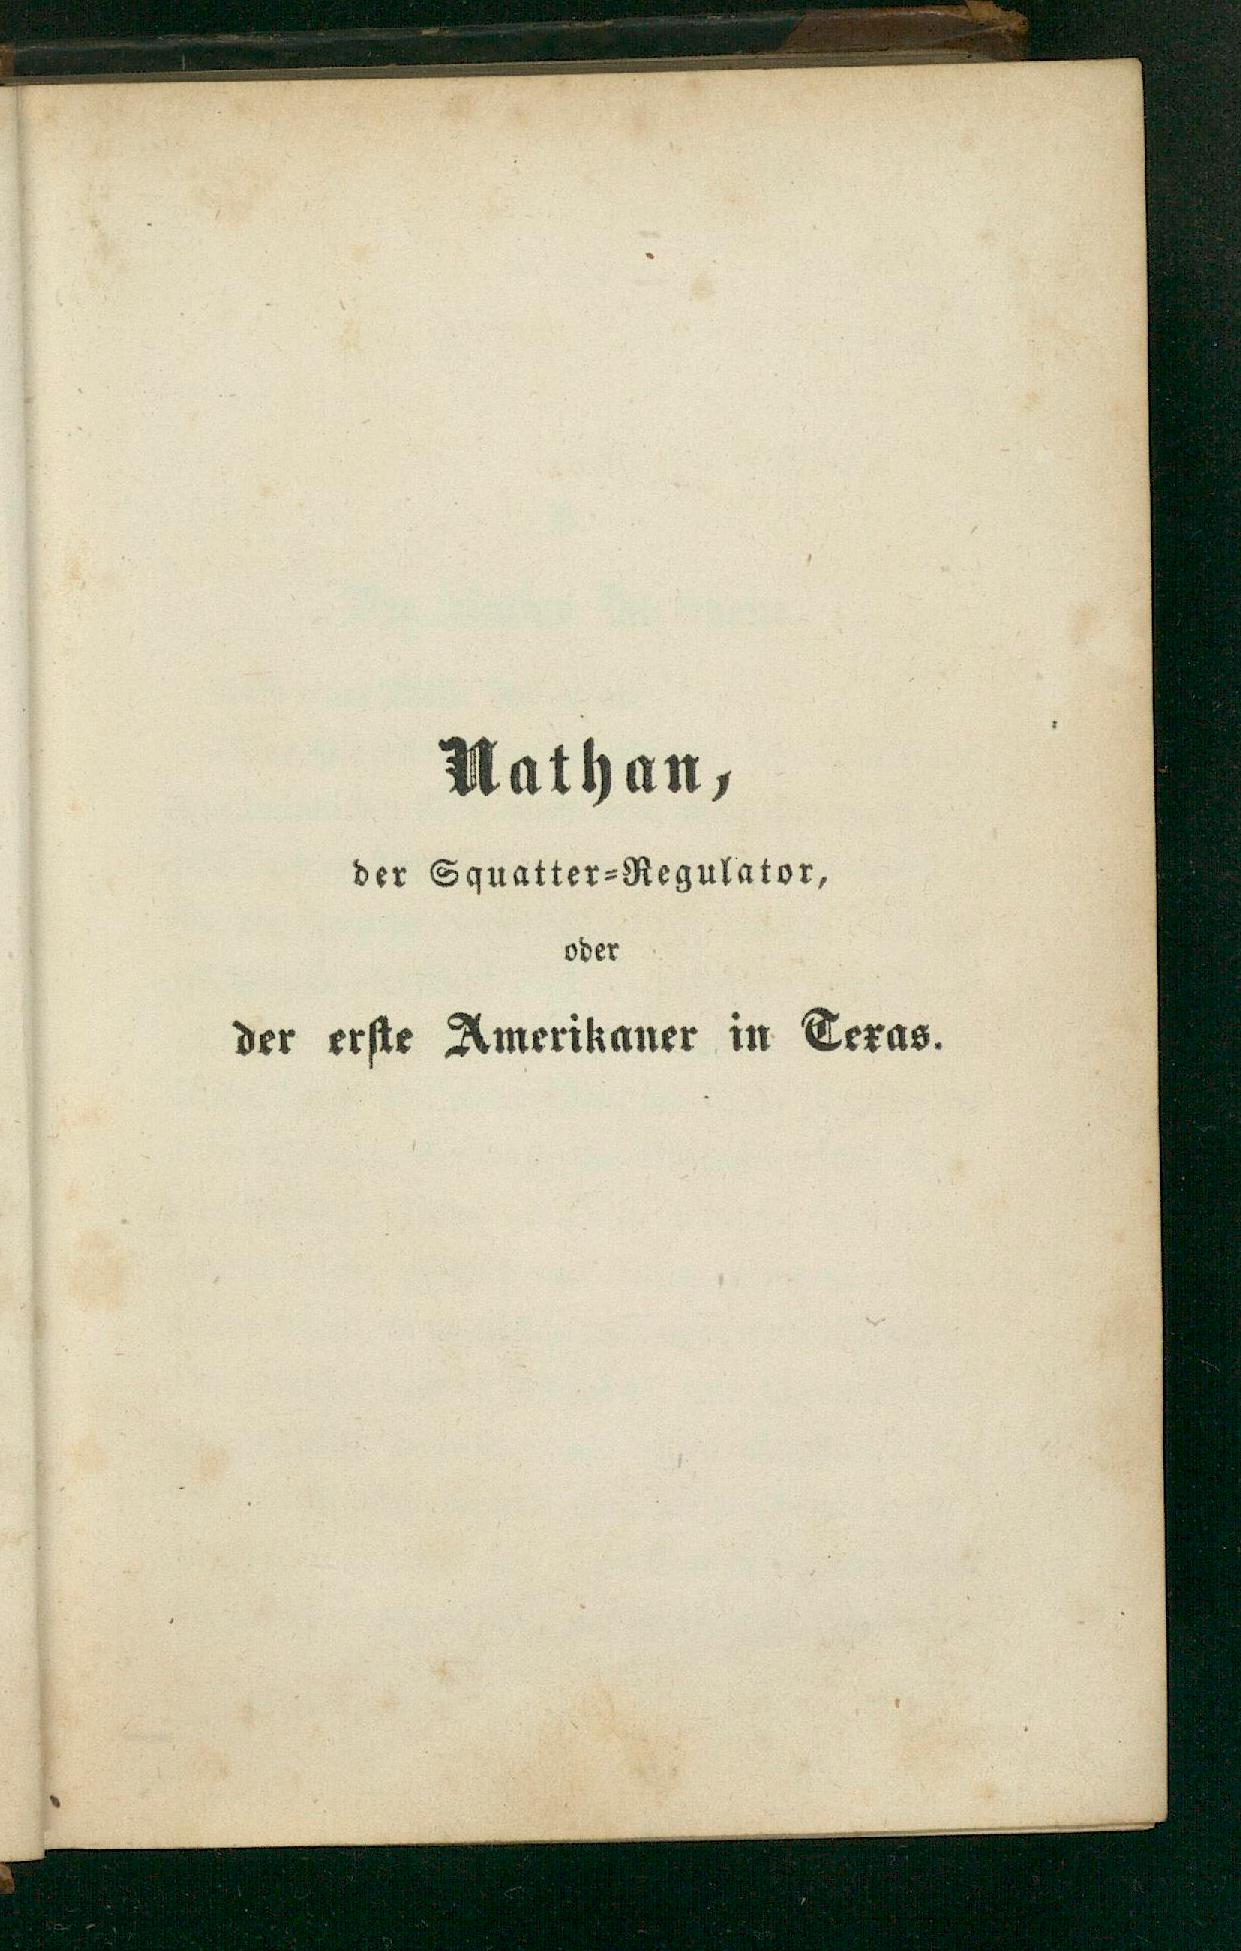 Nathan,
der Squatter-Regulator,
oder
der erſte Amerikaner in Texas.